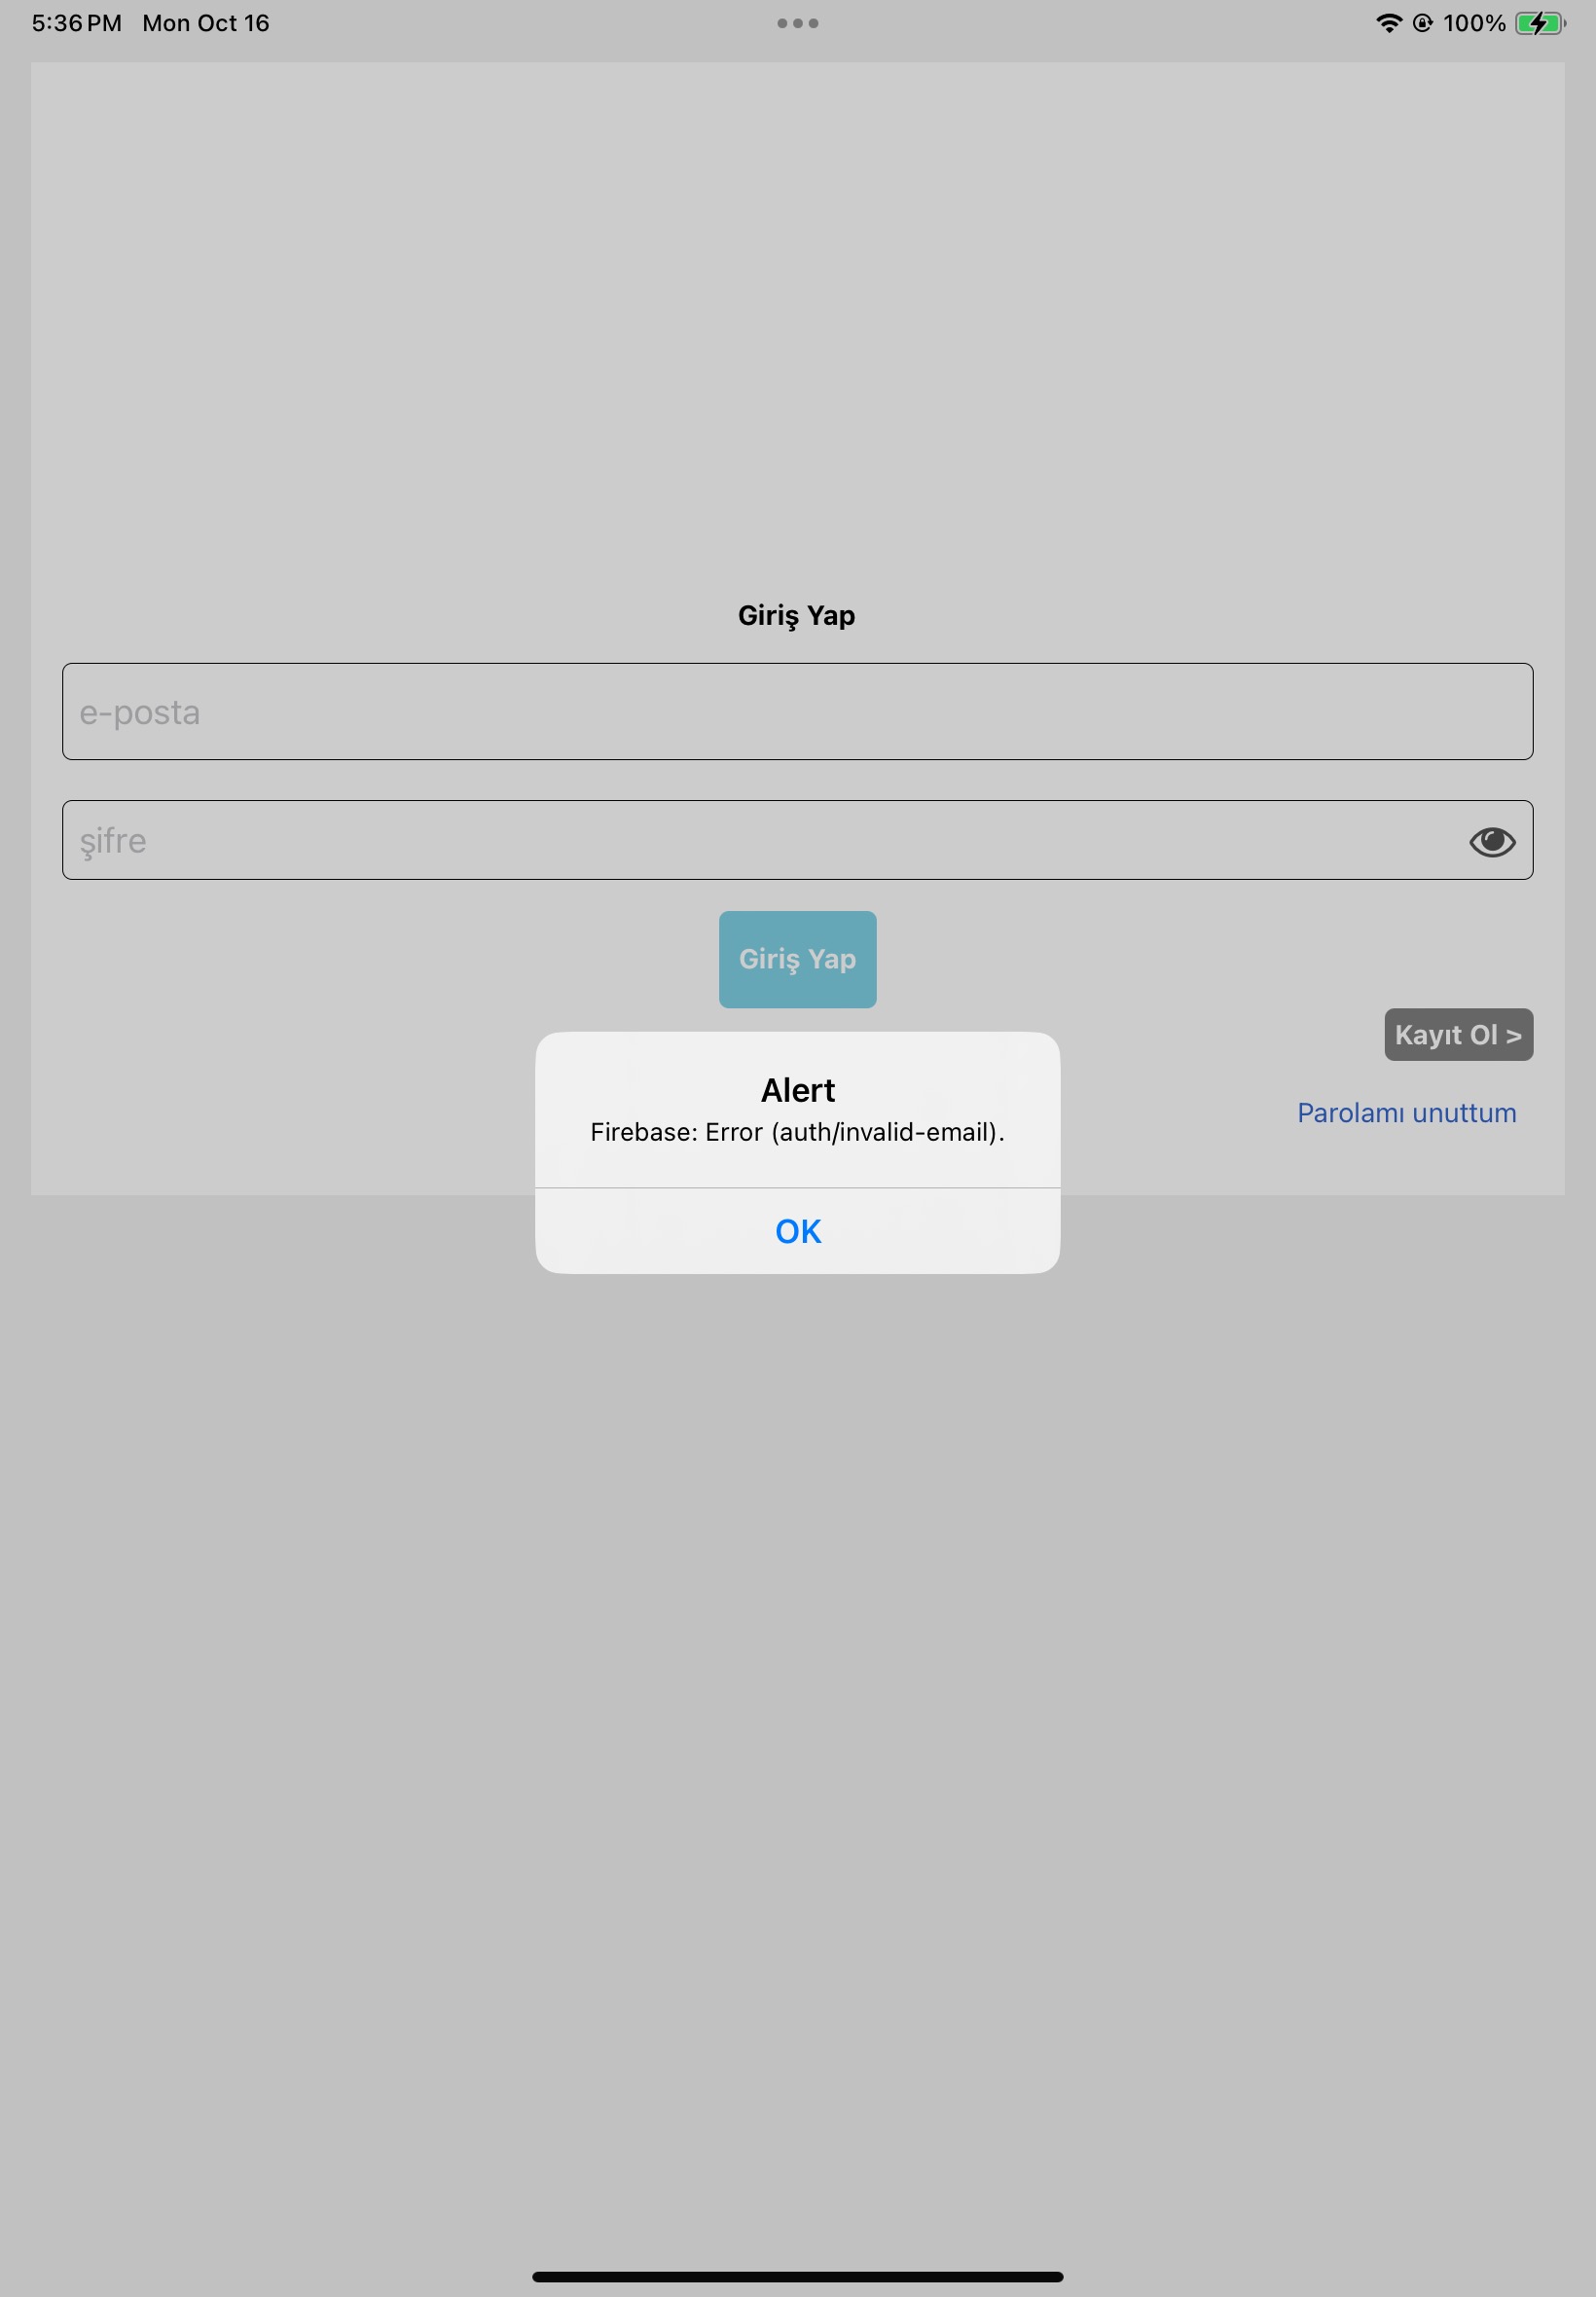 5:36 PM Mon Oct 16
100%
Giriş Yap
e-posta
şifre
Giriş Yap
Kayıt Ol >
Parolamı unuttum
Alert
Firebase: Error (auth/invalid-email).
OK